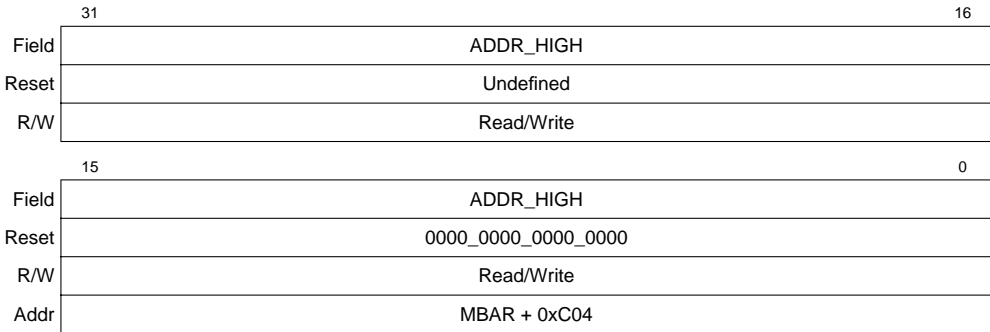 31 16
Field ADDR_HIGH
Reset Undefined
R/W Read/Write
15 0
Field ADDR_HIGH
Reset 0000_0000_0000_0000
R/W Read/Write
Addr MBAR + 0xC04